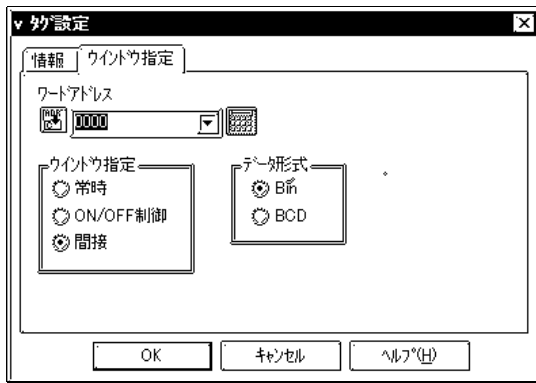 v ﾀｸﾞ設定
情報 ｳｲﾝﾄﾞｳ指定
ﾜｰﾄﾞｱﾄﾞﾚｽ
0000
ｳｲﾝﾄﾞｳ指定 ﾃﾞｰﾀ形式
常時 Bin
ON/OFF制御 BCD
間接
OK ｷｬﾝｾﾙ ﾍﾙﾌﾟ(H)